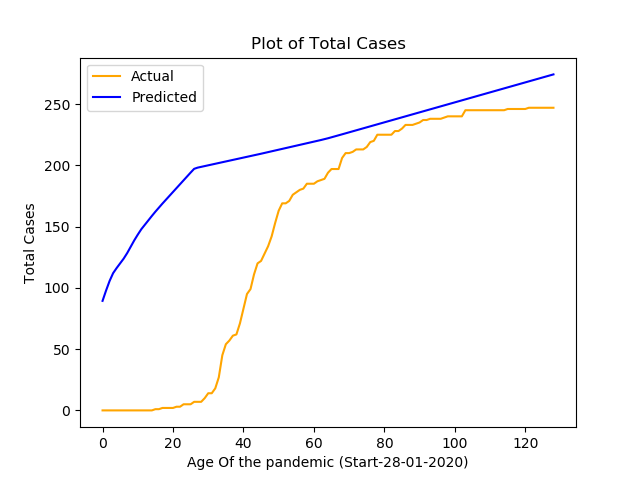 Plot of Total Cases
Actual
Predicted
250
200
150
100
50
0
Total Cases
0 20 40 60 80 100 120
Age Of the pandemic (Start-28-01-2020)